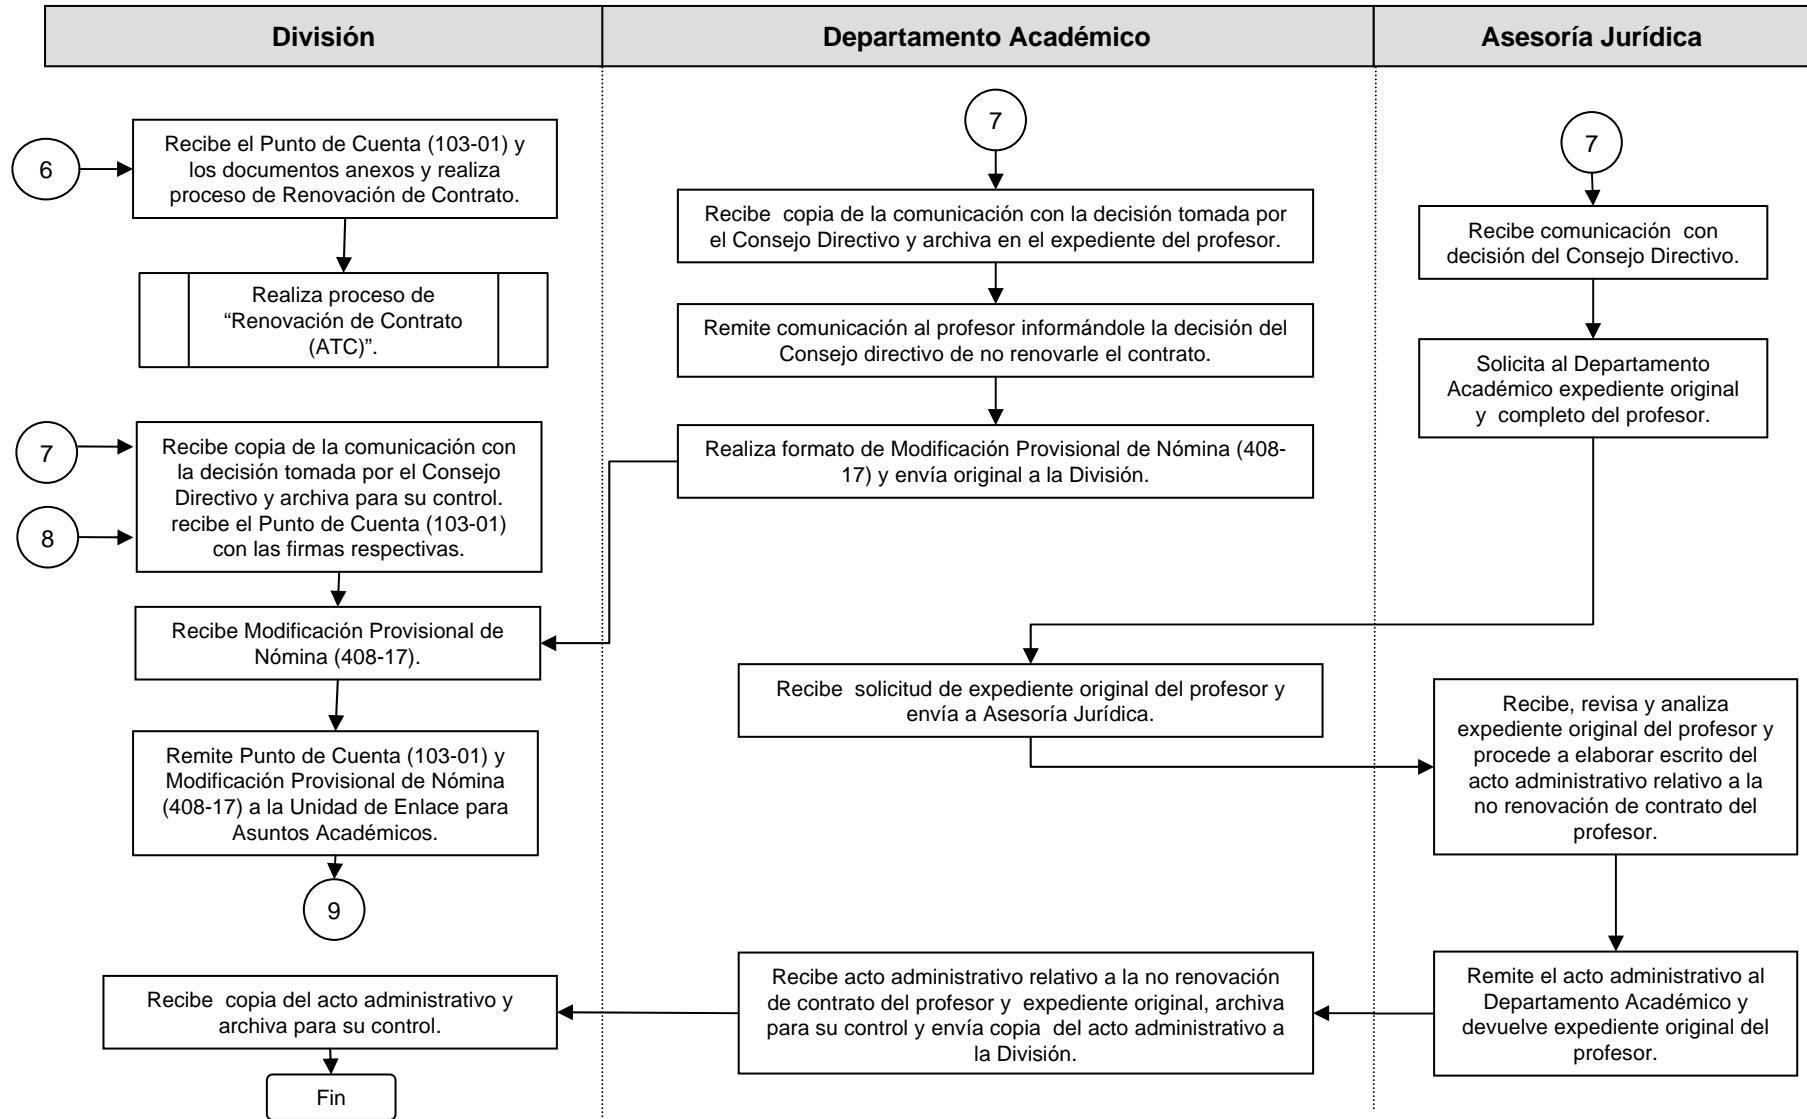 División
Departamento Académico
Asesoría Jurídica
6
Recibe el Punto de Cuenta (103-01) y
los documentos anexos y realiza
proceso de Renovación de Contrato.
Realiza proceso de
“Renovación de Contrato
(ATC)”.
7
8
Recibe copia de la comunicación con
la decisión tomada por el Consejo
Directivo y archiva para su control.
recibe el Punto de Cuenta (103-01)
con las firmas respectivas.
Recibe Modificación Provisional de
Nómina (408-17).
Remite Punto de Cuenta (103-01) y
Modificación Provisional de Nómina
(408-17) a la Unidad de Enlace para
Asuntos Académicos.
9
Recibe copia del acto administrativo y
archiva para su control.
Fin
7
Recibe copia de la comunicación con la decisión tomada por
el Consejo Directivo y archiva en el expediente del profesor.
Remite comunicación al profesor informándole la decisión del
Consejo directivo de no renovarle el contrato.
Realiza formato de Modificación Provisional de Nómina (408-
17) y envía original a la División.
Recibe solicitud de expediente original del profesor y
envía a Asesoría Jurídica.
Recibe acto administrativo relativo a la no renovación
de contrato del profesor y expediente original, archiva
para su control y envía copia del acto administrativo a
la División.
7
Recibe comunicación con
decisión del Consejo Directivo.
Solicita al Departamento
Académico expediente original
y completo del profesor.
Recibe, revisa y analiza
expediente original del profesor y
procede a elaborar escrito del
acto administrativo relativo a la
no renovación de contrato del
profesor.
Remite el acto administrativo al
Departamento Académico y
devuelve expediente original del
profesor.